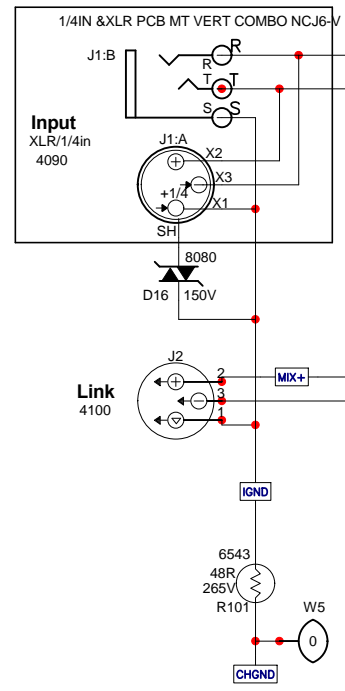 1/4IN &XLR PCB MT VERT COMBO NCJ6-V
J1:B
R
R
T
T
S
S
Input
XLR/1/4in
4090
J1:A
X2
X3
+1/4
X1
SH
8080
D16
150V
J2
2
MIX+
3
Link
4100
1
IGND
6543
48R
265V
R101
W5
0
CHGND